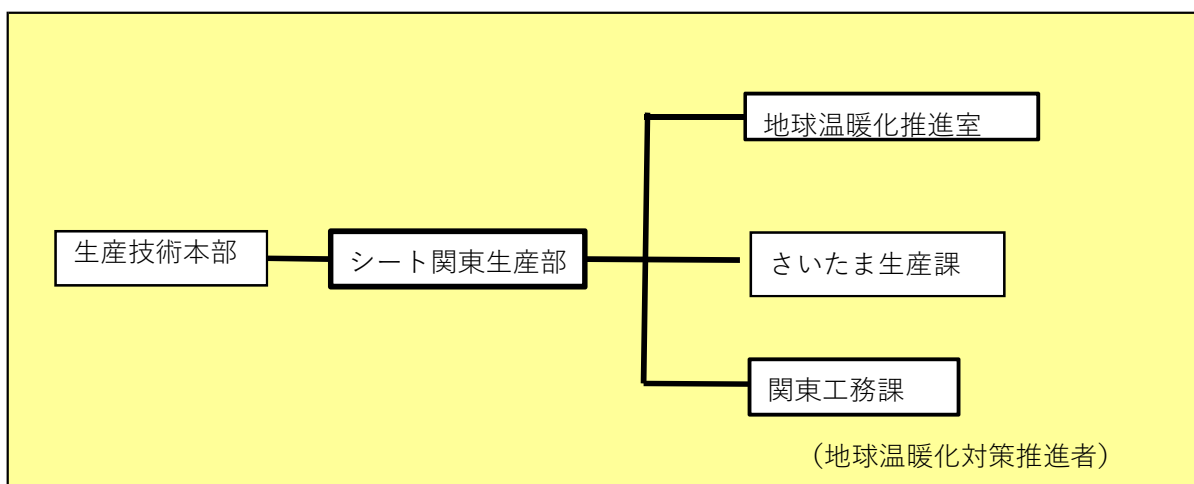 地球温暖化推進室
生産技術本部
シート関東生産部
さいたま生産課
関東工務課
（地球温暖化対策推進者）